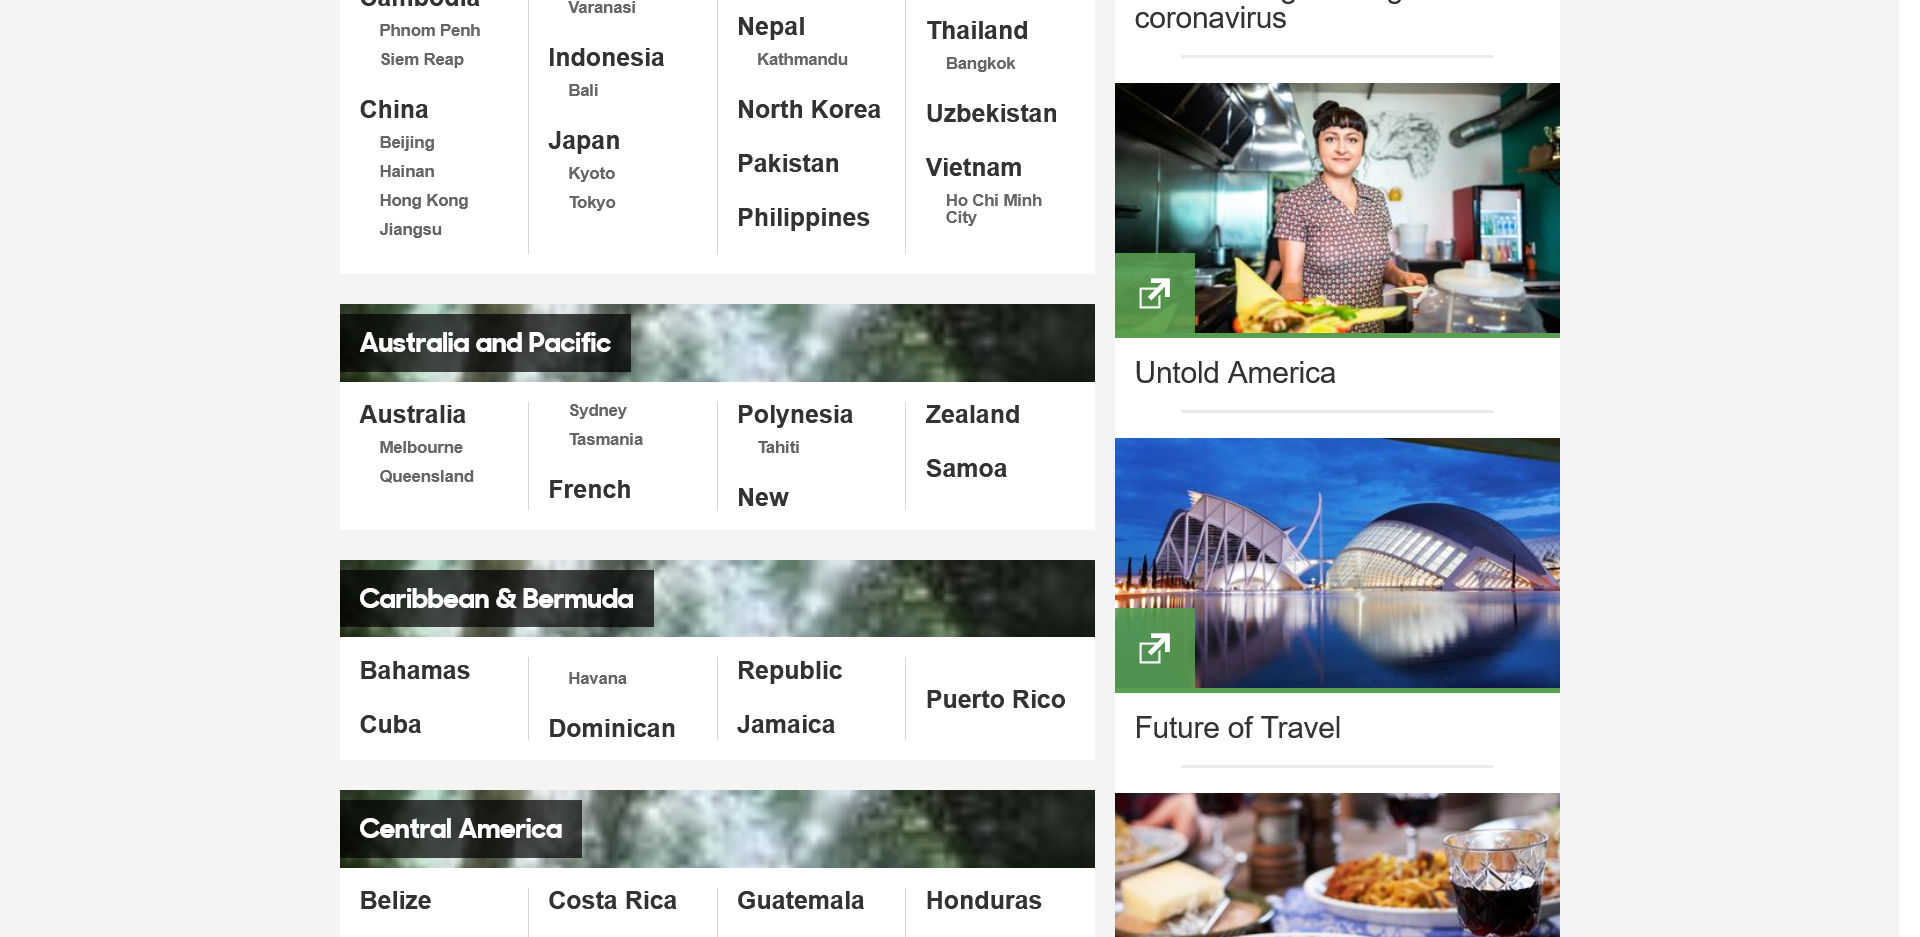 Phnom Penh
Siem Reap
China
Beijing
Hainan
Hong Kong
Jiangsu
Varanasi
Indonesia
Bali
Japan
Kyoto
Tokyo
Nepal
Kathmandu
North Korea
Pakistan
Philippines
Thailand
Bangkok
Uzbekistan
Vietnam
Ho Chi Minh
City
Australia and Pacific
Australia
Melbourne
Queensland
Sydney
Tasmania
French
Polynesia
Tahiti
New
Zealand
Samoa
Caribbean & Bermuda
Bahamas
Cuba
Havana
Dominican
Republic
Jamaica
Puerto Rico
Central America
Belize
Costa Rica
Guatemala
Honduras
coronavirus
Untold America
Future of Travel